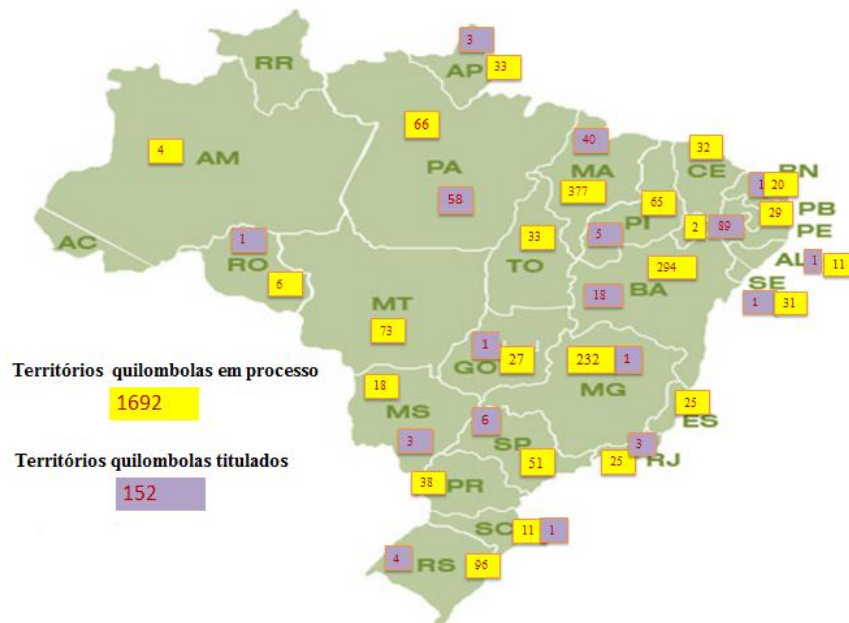 3
RR
AP
33
66
40
32
4
AM
PA
MA
CE
RN
1
20
58
377
65
29
PB
5
PI
2
89
PE
AC
1
33
AL
1
11
RO
TO
294
SE
6
18
BA
1
31
MT
73
1
GO
27
232
1
MG
Territórios quilombolas em processo
1692
18
MS
6
25
ES
SP
3
RJ
Territórios quilombolas titulados
152
3
51
25
38
PR
SC
11
1
4
RS
96